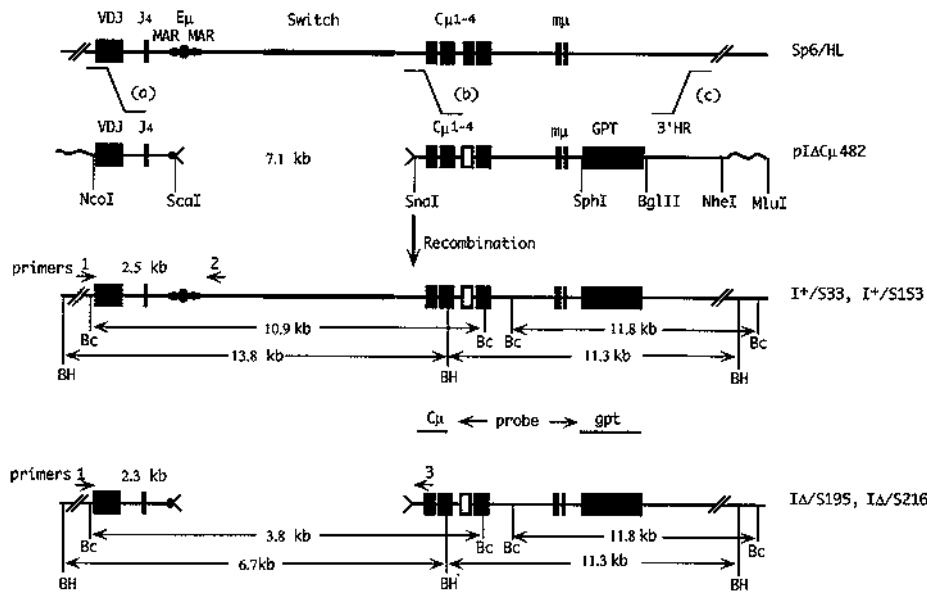 VDJ J4 Eµ Switch Cµ1-4 mµ
MAR MAR
Sp6/HL
(a) (b) (c)
VDJ J4 Cµ1-4 mµ GPT 3'HR
7.1 kb pIΔCµ482
NcoI ScaI SnaI SphI BglII NheI MluI
Recombination
primers 1 2.5 kb 2
I+/S33, I+/S153
10.9 kb 11.8 kb
Bc Bc Bc Bc
13.8 kb 11.3 kb
BH BH BH
Cµ probe gpt
primers 1 2.3 kb 3
IΔ/S195, IΔ/S216
3.8 kb 11.8 kb
Bc Bc Bc Bc
6.7kb 11.3 kb
BH BH BH